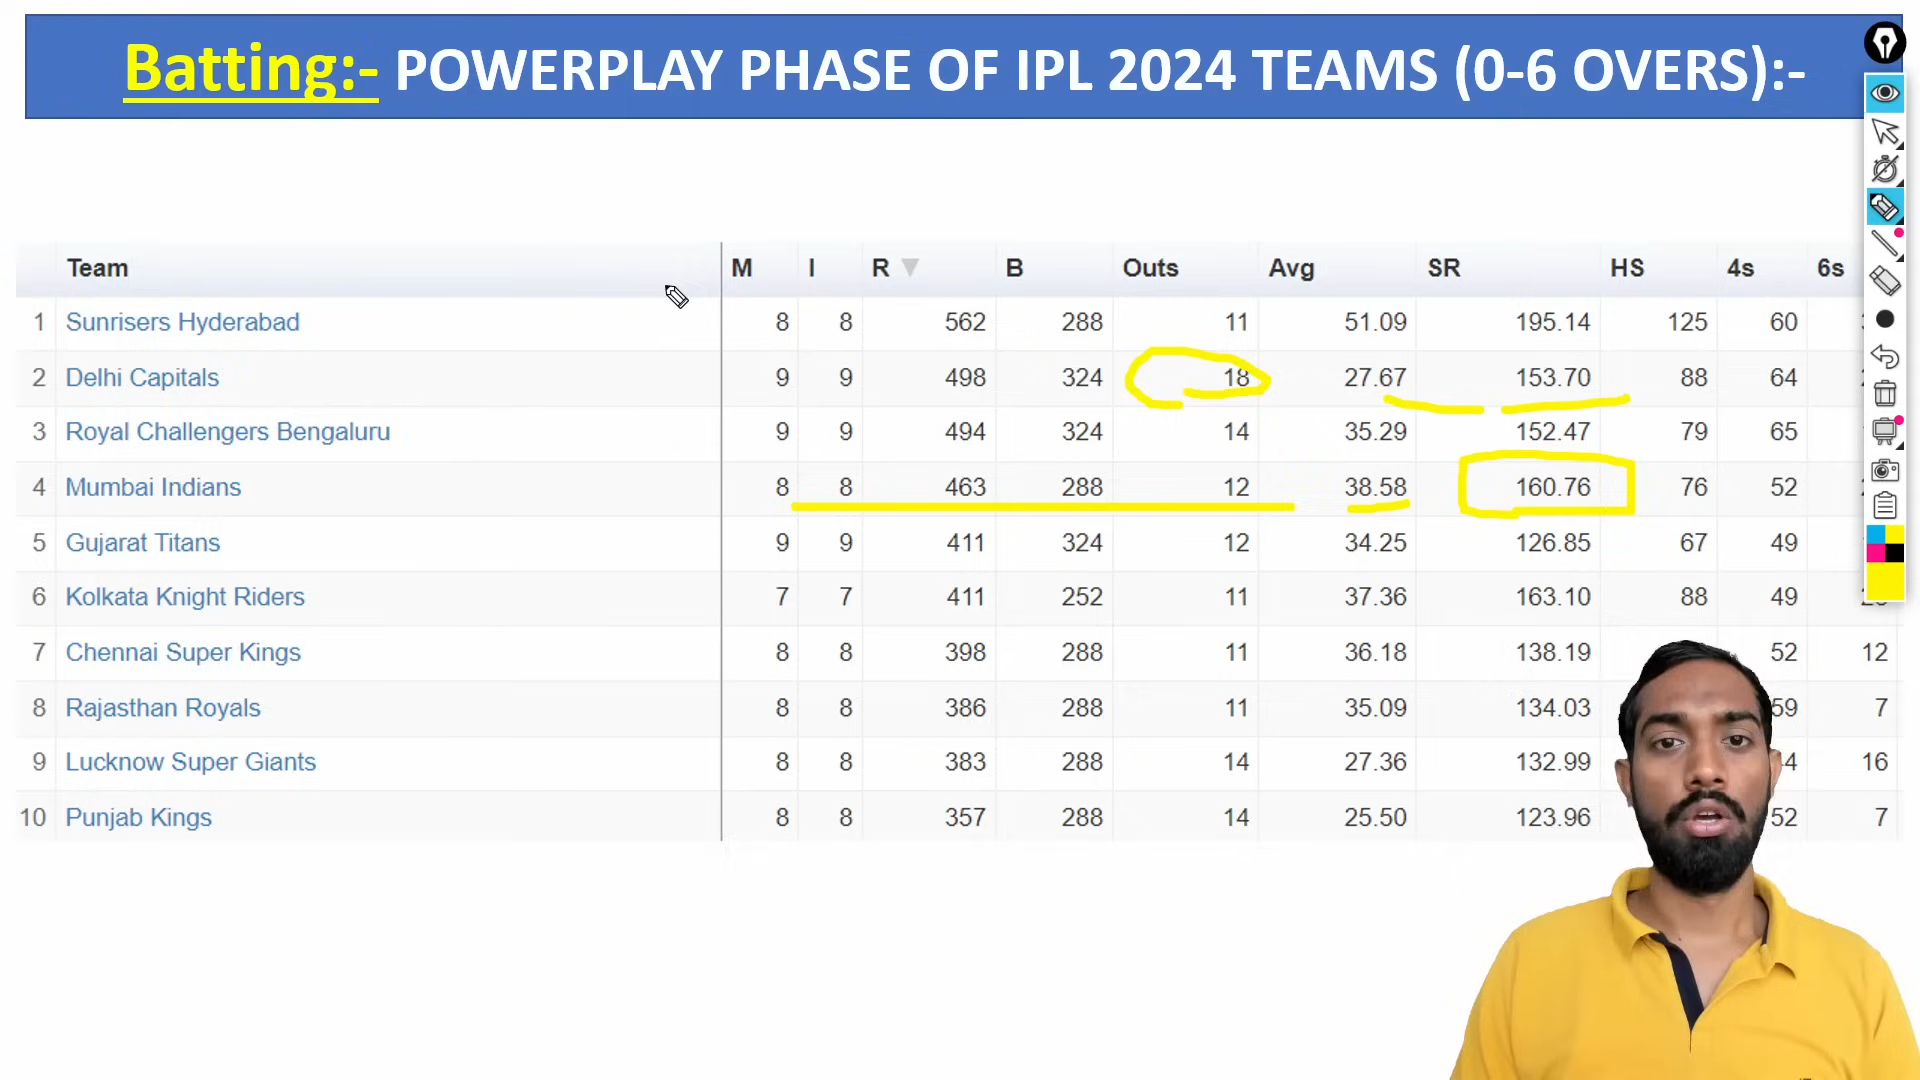 Batting:- POWERPLAY PHASE OF IPL 2024 TEAMS (0-6 OVERS):-
Team M I R B Outs Avg SR HS 4s 6s
1 Sunrisers Hyderabad 8 8 562 288 11 51.09 195.14 125 60
2 Delhi Capitals 9 9 498 324 18 27.67 153.70 88 64
3 Royal Challengers Bengaluru 9 9 494 324 14 35.29 152.47 79 65
4 Mumbai Indians 8 8 463 288 12 38.58 160.76 76 52
5 Gujarat Titans 9 9 411 324 12 34.25 126.85 67 49
6 Kolkata Knight Riders 7 7 411 252 11 37.36 163.10 88 49
7 Chennai Super Kings 8 8 398 288 11 36.18 138.19 52 12
8 Rajasthan Royals 8 8 386 288 11 35.09 134.03 59 7
9 Lucknow Super Giants 8 8 383 288 14 27.36 132.99 16
10 Punjab Kings 8 8 357 288 14 25.50 123.96 52 7